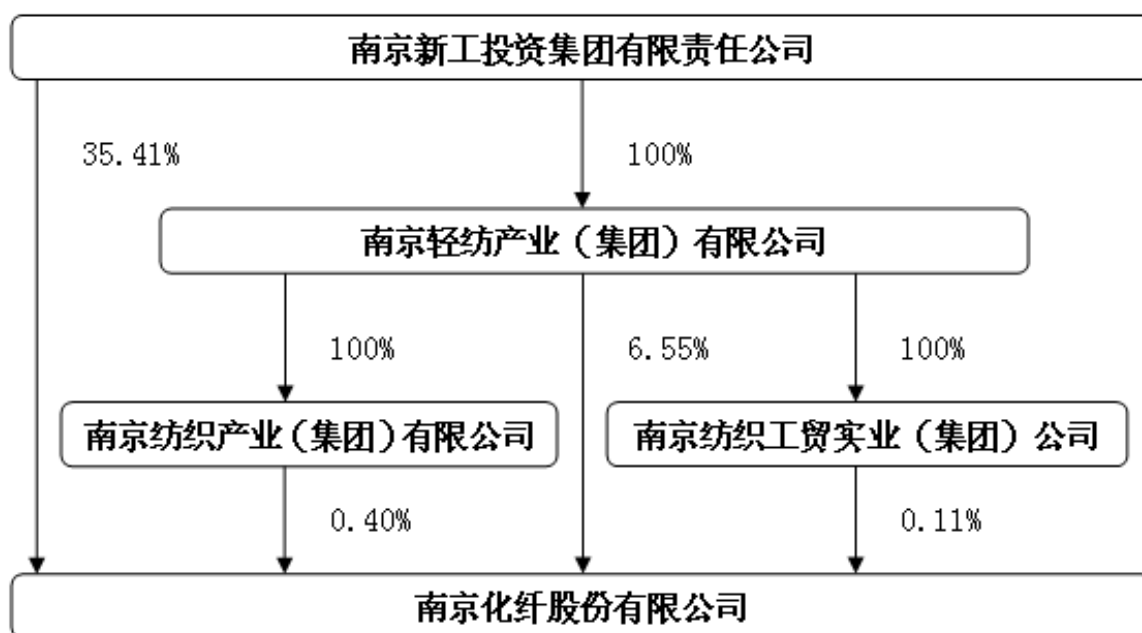 南京新工投资集团有限责任公司
35.41%
100%
南京轻纺产业（集团）有限公司
100%
6.55%
100%
南京纺织产业（集团）有限公司
南京纺织工贸实业（集团）公司
0.40%
0.11%
南京化纤股份有限公司